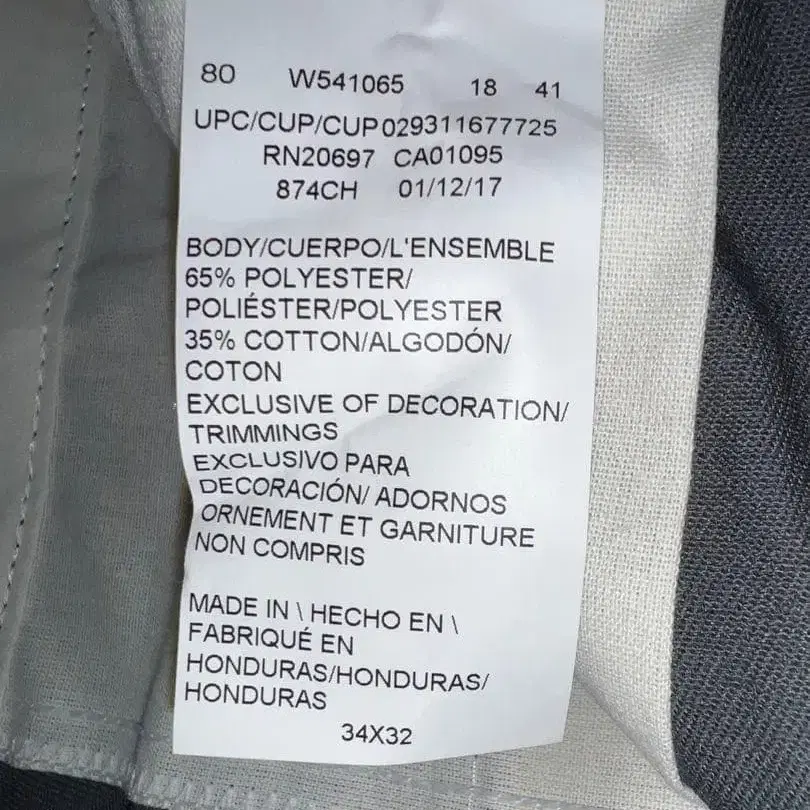 80 W541065 18 41
UPC/CUP/CUP029311677725
RN20697 CA01095
874CH 01/12/17
BODY/CUERPO/L'ENSEMBLE
65% POLYESTER/
POLIÉSTER/POLYESTER
35% COTTON/ALGODÓN/
COTON
EXCLUSIVE OF DECORATION/
TRIMMINGS
EXCLUSIVO PARA
DECORACIÓN/ ADORNOS
ORNEMENT ET GARNITURE
NON COMPRIS
MADE IN \ HECHO EN \
FABRIQUÉ EN
HONDURAS/HONDURAS/
HONDURAS
34X32